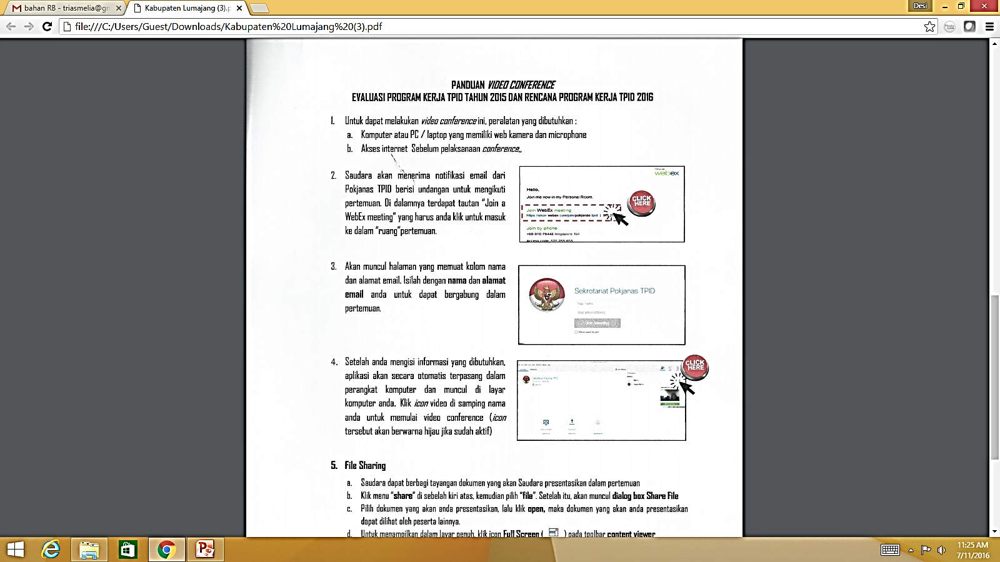 bahan RB - triasmelia@gm
Kabupaten Lumajang (3).p
Desi
file:///C:/Users/Guest/Downloads/Kabupaten%20Lumajang%20(3).pdf
PANDUAN VIDEO CONFERENCE
EVALUASI PROGRAM KERJA TPID TAHUN 2015 DAN RENCANA PROGRAM KERJA TPID 2016
1. Untuk dapat melakukan video conference ini, peralatan yang dibutuhkan :
a. Komputer atau PC / laptop yang memiliki web kamera dan microphone
b. Akses internet Sebelum pelaksanaan conference,,
2. Saudara akan menerima notifikasi email dari
Pokjanas TPID berisi undangan untuk mengikuti
pertemuan. Di dalamnya terdapat tautan "Join a
WebEx meeting" yang harus anda klik untuk masuk
ke dalam "ruang"pertemuan.
webex
Hello,
Join me now in my Personal Room.
CLICK HERE
Join WebEx meeting
https://ekon.webex.com/join/pokjanas.tpid |
Join by phone
+65-315-76442 Singapore Toll
Access code: 575 255 653
3. Akan muncul halaman yang memuat kolom nama
dan alamat email. Isilah dengan nama dan alamat
email anda untuk dapat bergabung dalam
pertemuan.
Sekretariat Pokjanas TPID
Your name
Your email address
Join Meeting
4. Setelah anda mengisi informasi yang dibutuhkan,
aplikasi akan secara otomatis terpasang dalam
perangkat komputer dan muncul di layar
komputer anda. Klik icon video di samping nama
anda untuk memulai video conference (icon
tersebut akan berwarna hijau jika sudah aktif)
CLICK HERE
5. File Sharing
a. Saudara dapat berbagi tayangan dokumen yang akan Saudara presentasikan dalam pertemuan
b. Klik menu "share" di sebelah kiri atas, kemudian pilih "file". Setelah itu, akan muncul dialog box Share File
c. Pilih dokumen yang akan anda presentasikan, lalu klik open, maka dokumen yang akan anda presentasikan
dapat dilihat oleh peserta lainnya.
d. Untuk menampilkan dalam layar penuh, klik icon Full Screen ( ) pada toolbar content viewer
11:25 AM
7/11/2016